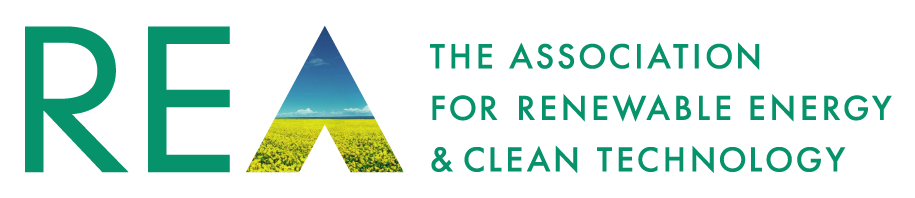 REA
THE ASSOCIATION
FOR RENEWABLE ENERGY
& CLEAN TECHNOLOGY